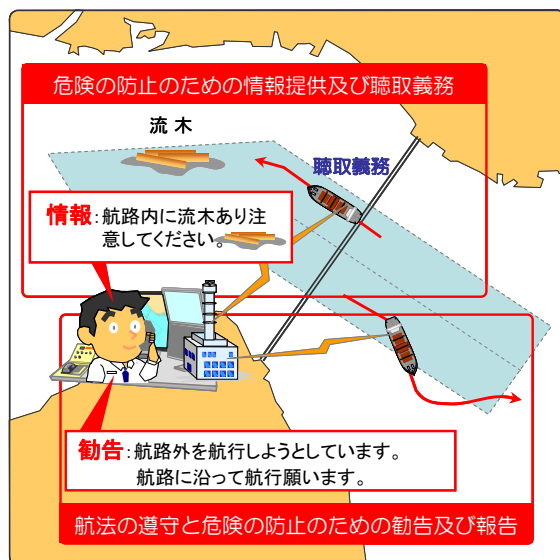 危険の防止のための情報提供及び聴取義務
流 木
聴取義務
情報：航路内に流木あり注
意してください。
勧告：航路外を航行しようとしています。
航路に沿って航行願います。
航法の遵守と危険の防止のための勧告及び報告